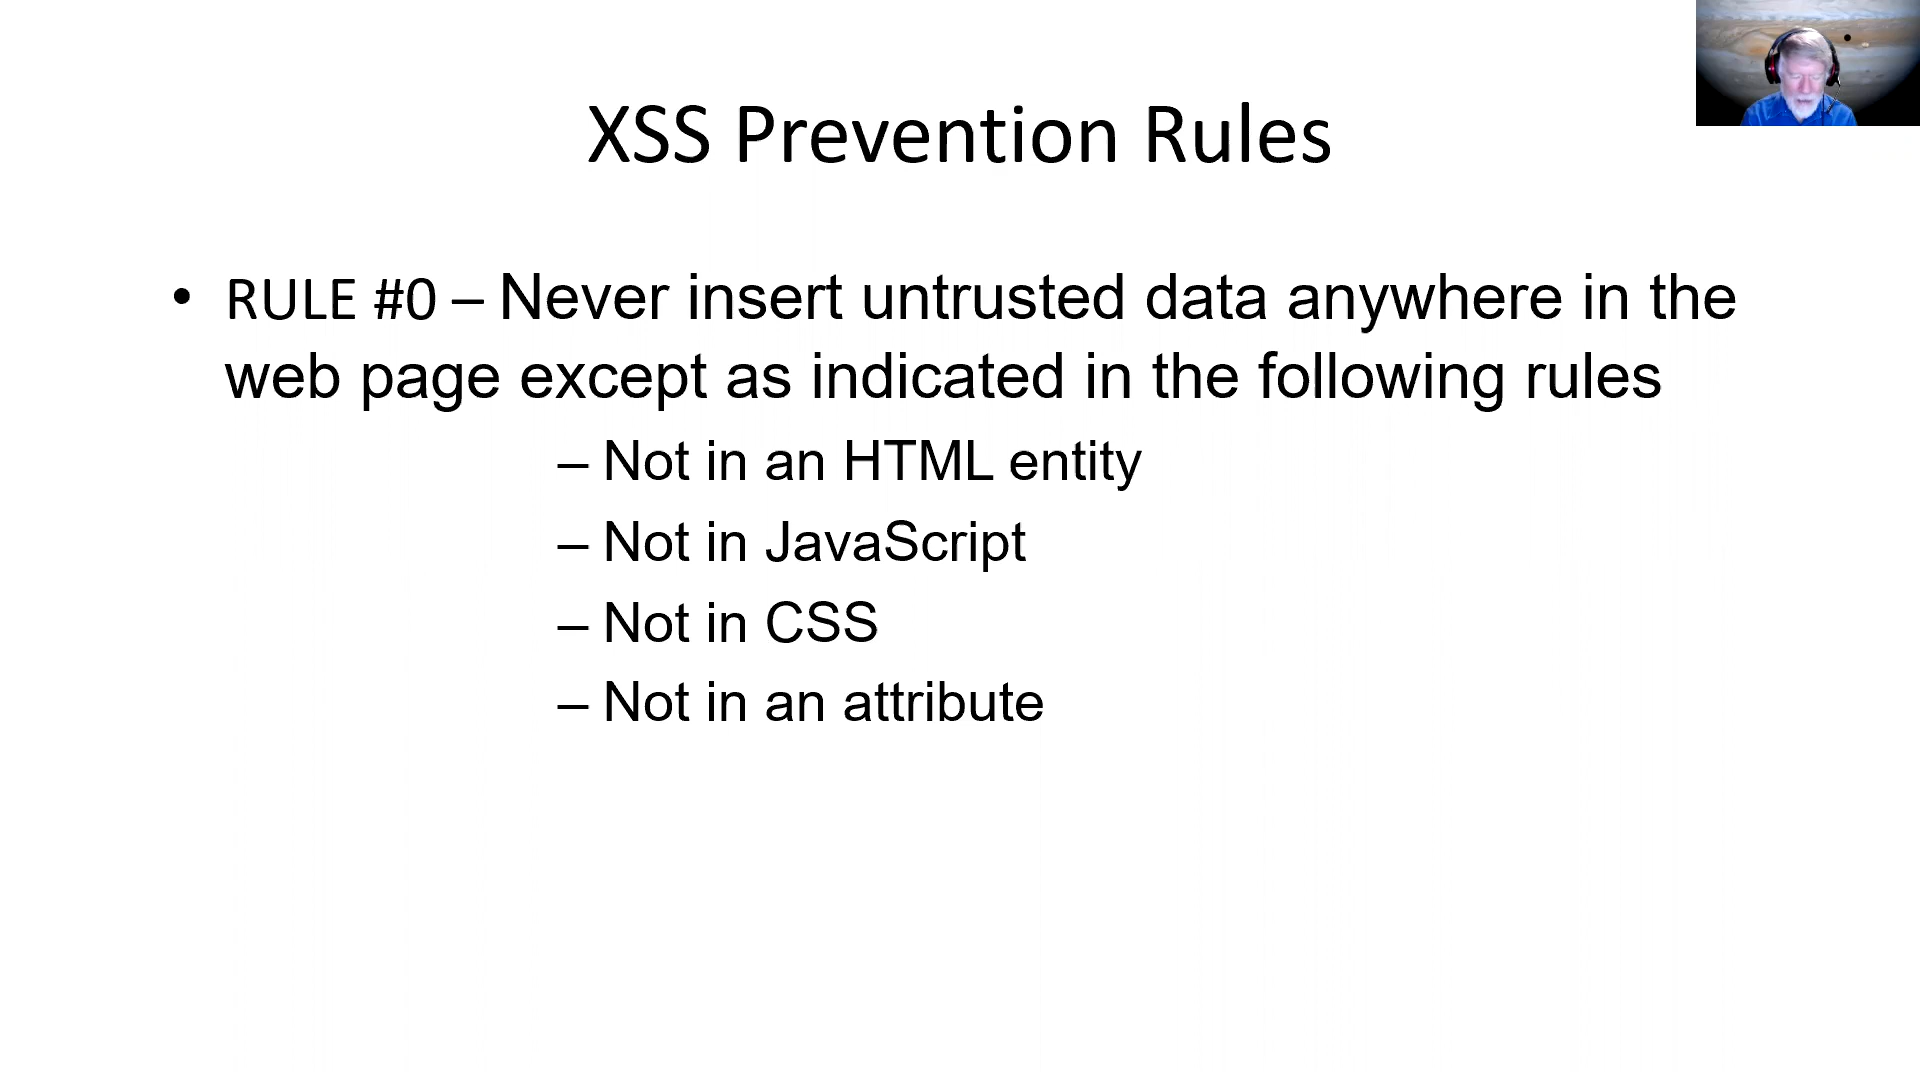 XSS Prevention Rules
• RULE #0 – Never insert untrusted data anywhere in the
web page except as indicated in the following rules
– Not in an HTML entity
– Not in JavaScript
– Not in CSS
– Not in an attribute